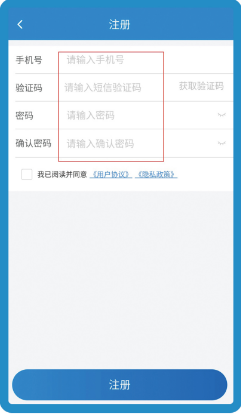 注册
手机号 请输入手机号
验证码 请输入短信验证码 获取验证码
密码 请输入密码
确认密码 请输入确认密码
我已阅读并同意 《用户协议》 《隐私政策》
注册